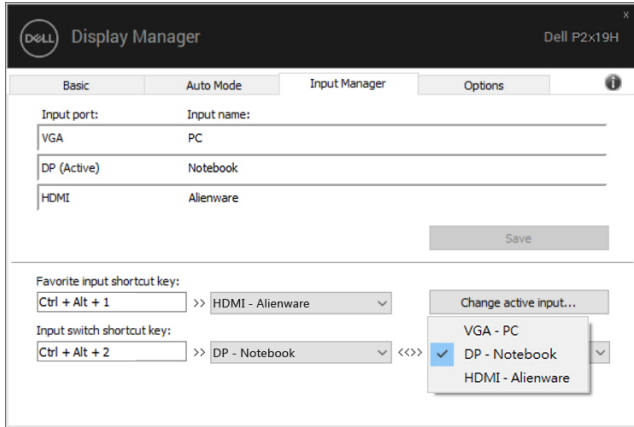 DELL Display Manager Dell P2x19H
x
Basic Auto Mode Input Manager Options
Input port: Input name:
VGA PC
DP (Active) Notebook
HDMI Alienware
Save
Favorite input shortcut key:
Ctrl + Alt + 1 >> HDMI - Alienware Change active input...
Input switch shortcut key:
Ctrl + Alt + 2 >> DP - Notebook <<>>
VGA - PC
DP - Notebook
HDMI - Alienware